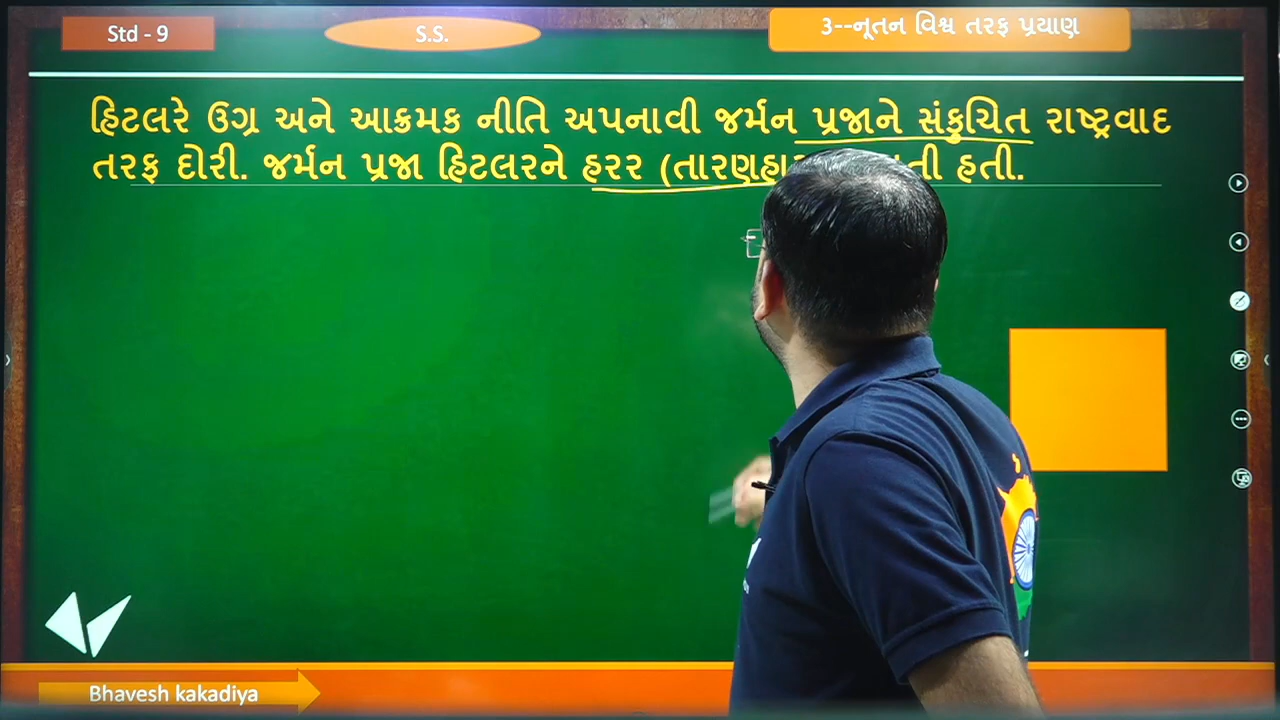 Std - 9
S.S.
૩--નૂતન વિશ્વ તરફ પ્રયાણ
હિટલરે ઉગ્ર અને આક્રમક નીતિ અપનાવી જર્મન પ્રજાને સંકુચિત રાષ્ટ્રવાદ
તરફ દોરી. જર્મન પ્રજા હિટલરને હરર (તારણહા હતી.
Bhavesh kakadiya